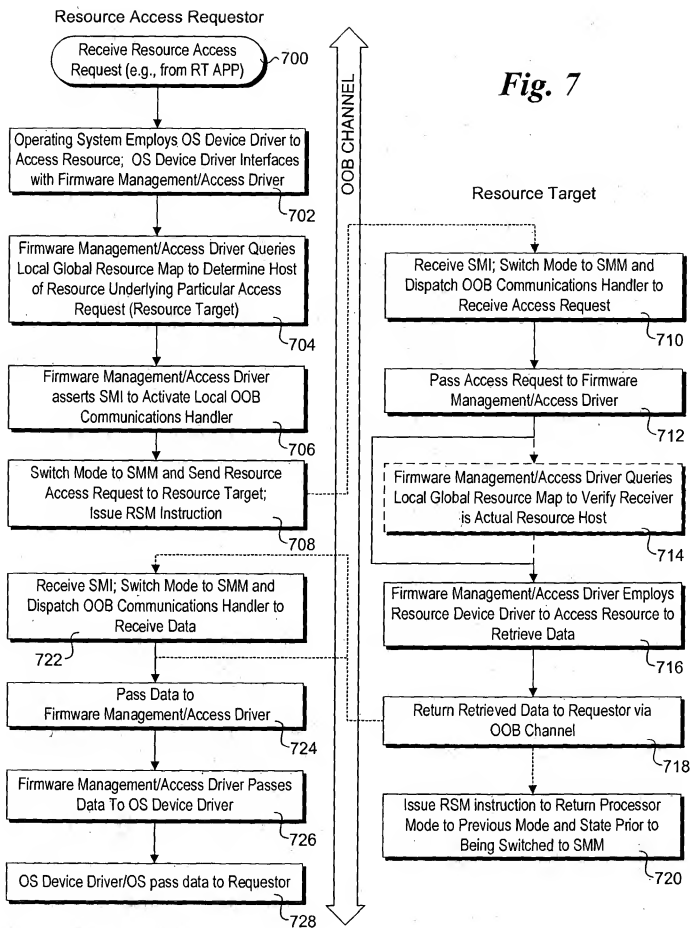 Resource Access Requestor
Receive Resource Access
Request (e.g., from RT APP)
700
Operating System Employs OS Device Driver to
Access Resource; OS Device Driver Interfaces
with Firmware Management/Access Driver
702
Firmware Management/Access Driver Queries
Local Global Resource Map to Determine Host
of Resource Underlying Particular Access
Request (Resource Target)
704
Firmware Management/Access Driver
asserts SMI to Activate Local OOB
Communications Handler
706
Switch Mode to SMM and Send Resource
Access Request to Resource Target;
Issue RSM Instruction
708
Receive SMI; Switch Mode to SMM and
Dispatch OOB Communications Handler to
Receive Data
722
Pass Data to
Firmware Management/Access Driver
724
Firmware Management/Access Driver Passes
Data To OS Device Driver
726
OS Device Driver/OS pass data to Requestor
728
OOB CHANNEL
Fig. 7
Resource Target
Receive SMI; Switch Mode to SMM and
Dispatch OOB Communications Handler to
Receive Access Request
710
Pass Access Request to Firmware
Management/Access Driver
712
Firmware Management/Access Driver Queries
Local Global Resource Map to Verify Receiver
is Actual Resource Host
714
Firmware Management/Access Driver Employs
Resource Device Driver to Access Resource to
Retrieve Data
716
Return Retrieved Data to Requestor via
OOB Channel
718
Issue RSM instruction to Return Processor
Mode to Previous Mode and State Prior to
Being Switched to SMM
720